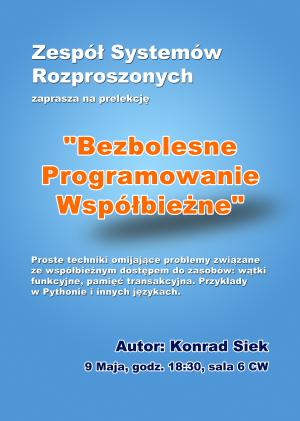 Zespół Systemów
Rozproszonych
zaprasza na prelekcję
"Bezbolesne
Programowanie
Współbieżne"
Proste techniki omijające problemy związane
ze współbieżnym dostępem do zasobów: wątki
funkcyjne, pamięć transakcyjna. Przykłady
w Pythonie i innych językach.
Autor: Konrad Siek
9 Maja, godz. 18:30, sala 6 CW